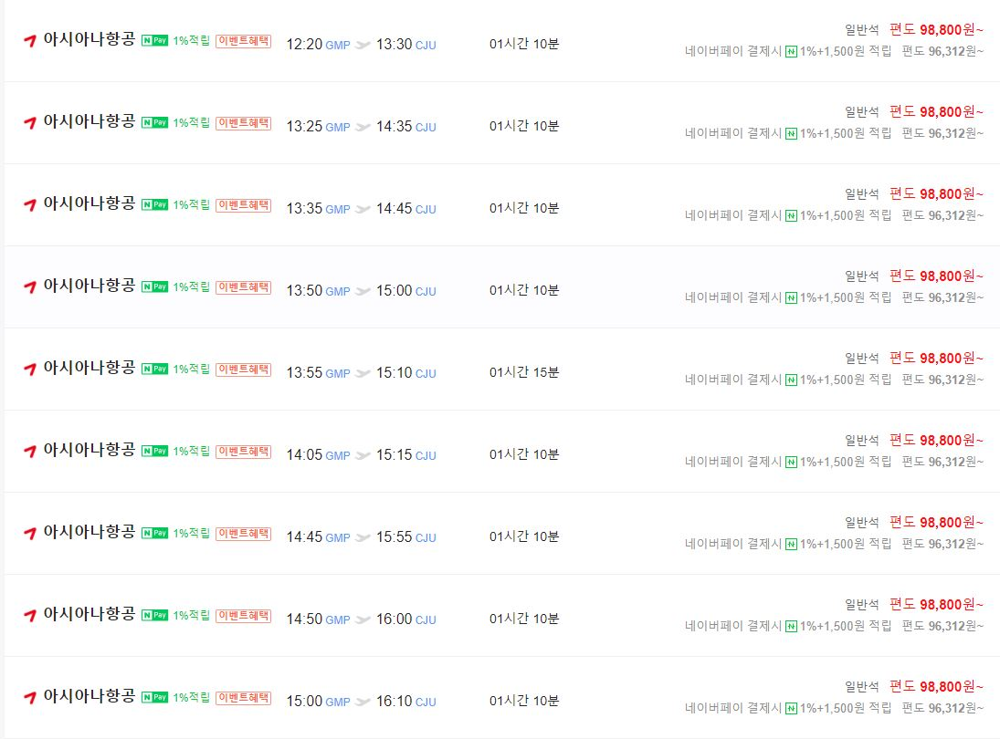 아시아나항공 N Pay 1%적립 이벤트혜택 12:20 GMP 13:30 CJU 01시간 10분 일반석 편도 98,800원~
네이버페이 결제시 N 1%+1,500원 적립 편도 96,312원~
아시아나항공 N Pay 1%적립 이벤트혜택 13:25 GMP 14:35 CJU 01시간 10분 일반석 편도 98,800원~
네이버페이 결제시 N 1%+1,500원 적립 편도 96,312원~
아시아나항공 N Pay 1%적립 이벤트혜택 13:35 GMP 14:45 CJU 01시간 10분 일반석 편도 98,800원~
네이버페이 결제시 N 1%+1,500원 적립 편도 96,312원~
아시아나항공 N Pay 1%적립 이벤트혜택 13:50 GMP 15:00 CJU 01시간 10분 일반석 편도 98,800원~
네이버페이 결제시 N 1%+1,500원 적립 편도 96,312원~
아시아나항공 N Pay 1%적립 이벤트혜택 13:55 GMP 15:10 CJU 01시간 15분 일반석 편도 98,800원~
네이버페이 결제시 N 1%+1,500원 적립 편도 96,312원~
아시아나항공 N Pay 1%적립 이벤트혜택 14:05 GMP 15:15 CJU 01시간 10분 일반석 편도 98,800원~
네이버페이 결제시 N 1%+1,500원 적립 편도 96,312원~
아시아나항공 N Pay 1%적립 이벤트혜택 14:45 GMP 15:55 CJU 01시간 10분 일반석 편도 98,800원~
네이버페이 결제시 N 1%+1,500원 적립 편도 96,312원~
아시아나항공 N Pay 1%적립 이벤트혜택 14:50 GMP 16:00 CJU 01시간 10분 일반석 편도 98,800원~
네이버페이 결제시 N 1%+1,500원 적립 편도 96,312원~
아시아나항공 N Pay 1%적립 이벤트혜택 15:00 GMP 16:10 CJU 01시간 10분 일반석 편도 98,800원~
네이버페이 결제시 N 1%+1,500원 적립 편도 96,312원~